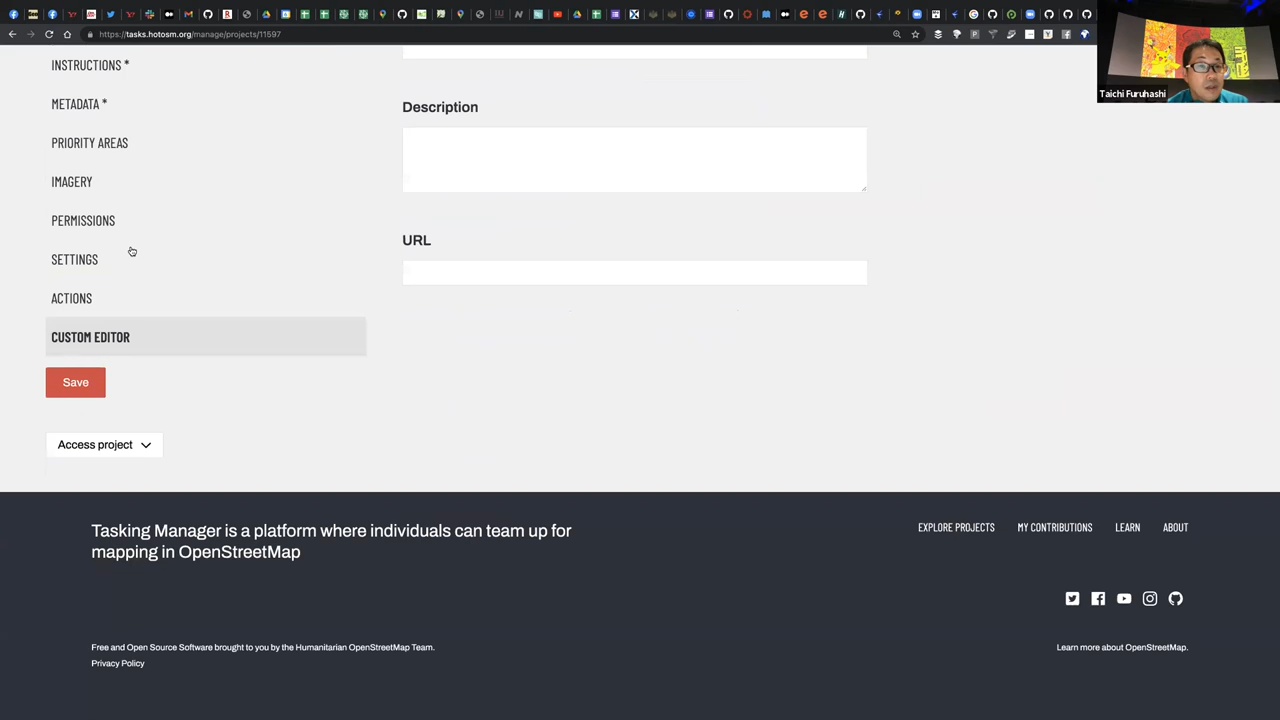 https://tasks.hotosm.org/manage/projects/11597
Taichi Furuhashi
INSTRUCTIONS *
METADATA *
PRIORITY AREAS
IMAGERY
PERMISSIONS
SETTINGS
ACTIONS
CUSTOM EDITOR
Save
Access project
Description
URL
Tasking Manager is a platform where individuals can team up for
mapping in OpenStreetMap
EXPLORE PROJECTS MY CONTRIBUTIONS LEARN ABOUT
Free and Open Source Software brought to you by the Humanitarian OpenStreetMap Team.
Learn more about OpenStreetMap.
Privacy Policy